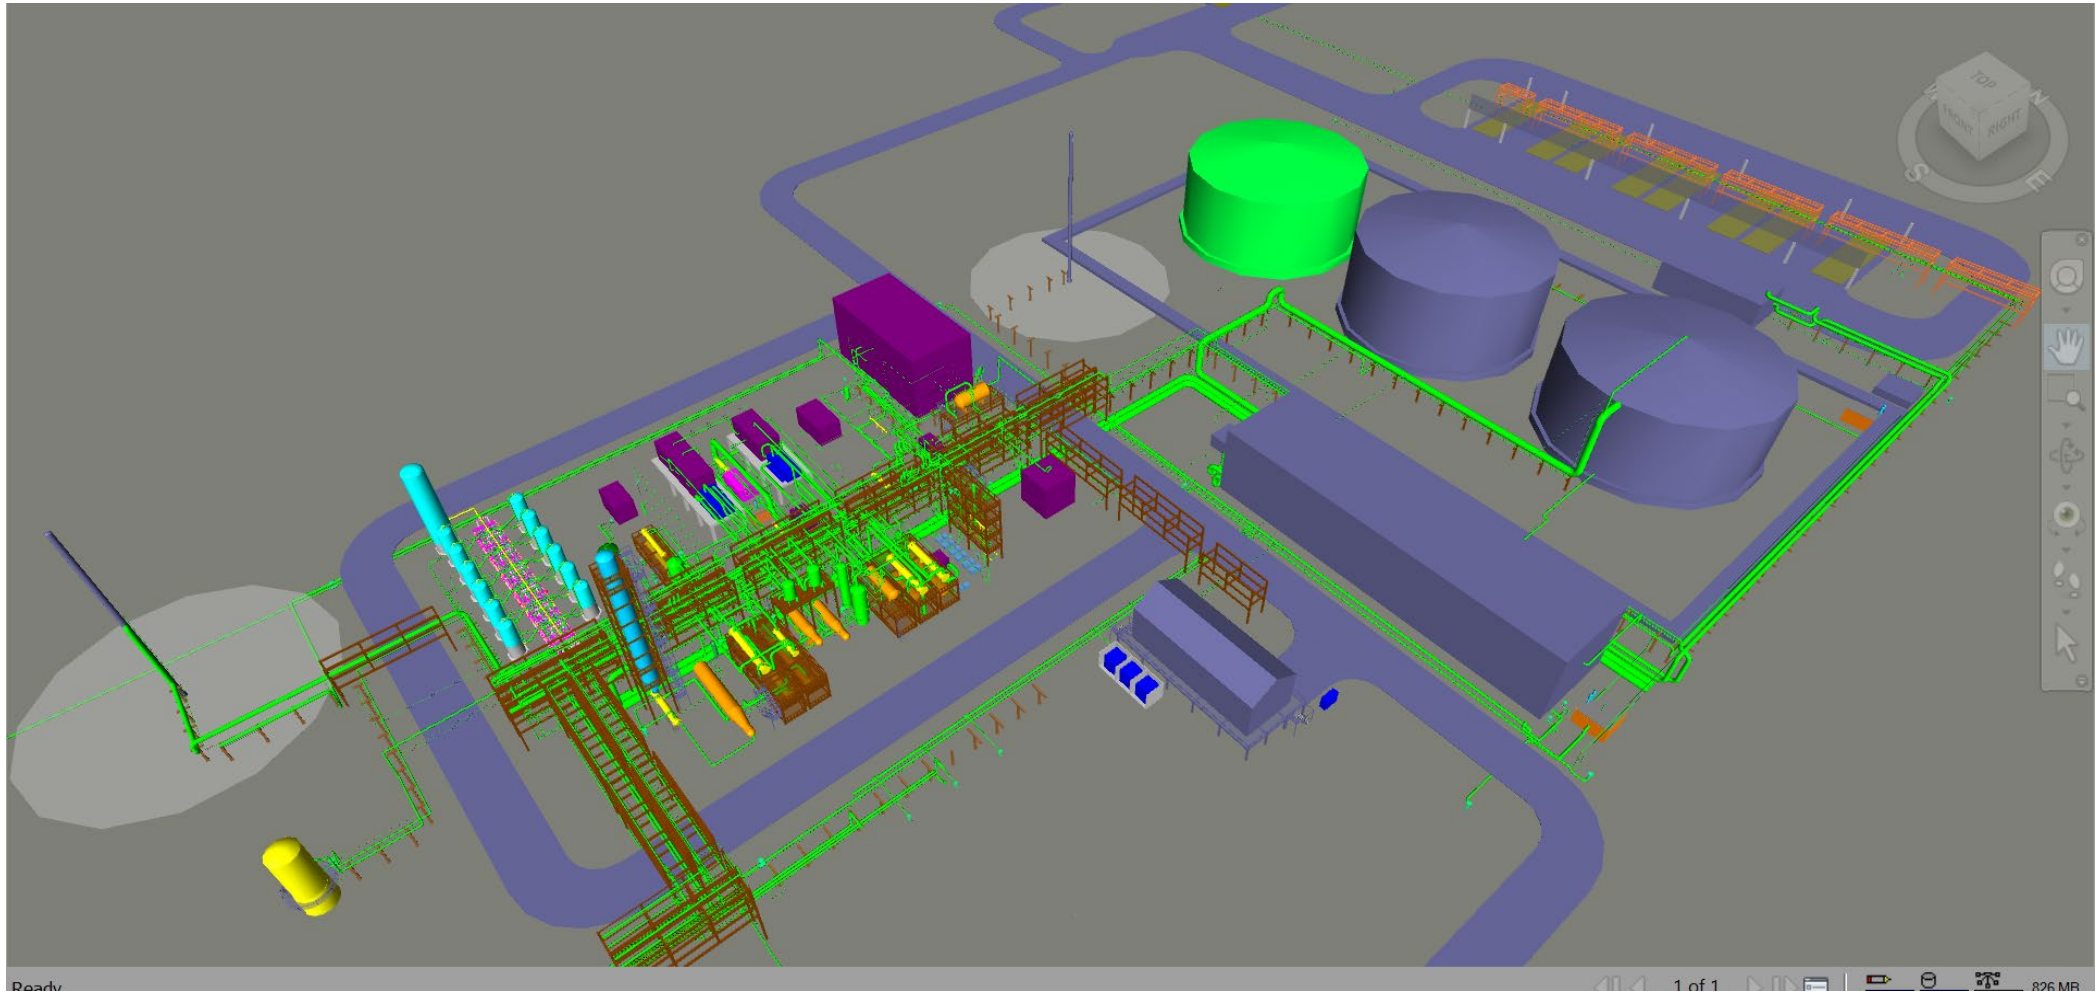 TOP
FRONT
RIGHT
W
N
S
E
Ready
1 of 1
826 MB